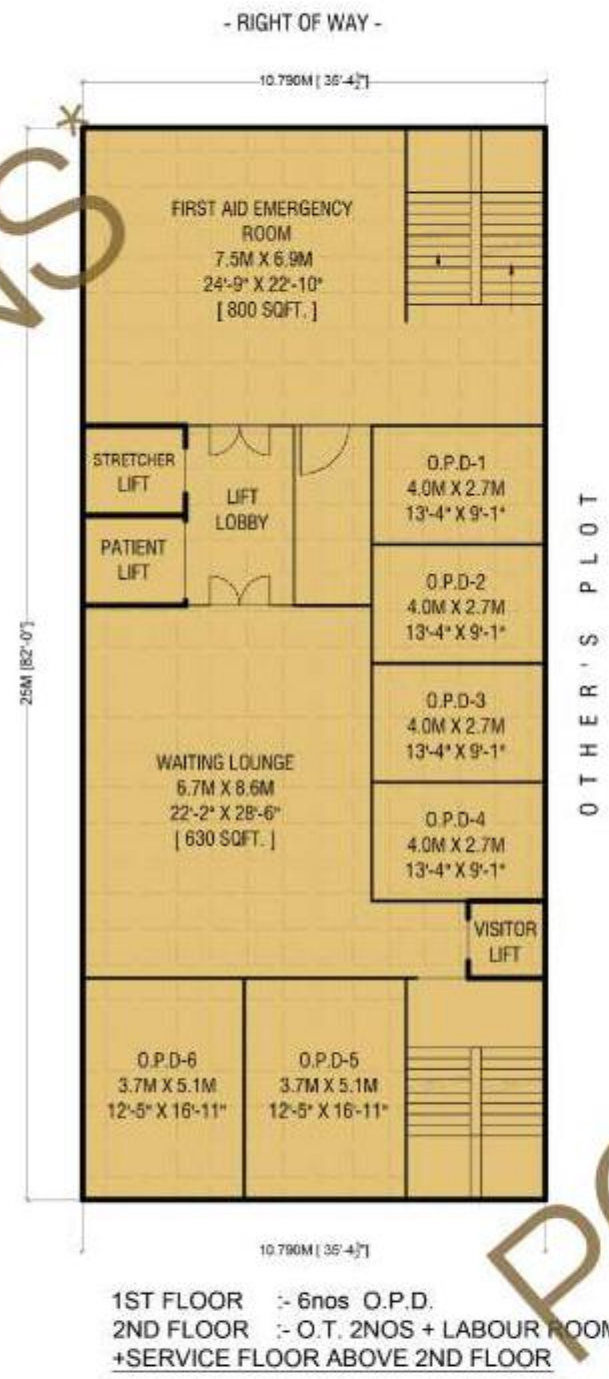 - RIGHT OF WAY -
10.790M [ 35'-4½"]
FIRST AID EMERGENCY
ROOM
7.5M X 6.9M
24'-9" X 22'-10"
[ 800 SQFT. ]
STRETCHER
LIFT
LIFT
LOBBY
PATIENT
LIFT
O.P.D-1
4.0M X 2.7M
13'-4" X 9'-1"
O.P.D-2
4.0M X 2.7M
13'-4" X 9'-1"
O.P.D-3
4.0M X 2.7M
13'-4" X 9'-1"
O.P.D-4
4.0M X 2.7M
13'-4" X 9'-1"
OTHER'S PLOT
25M [82'-0"]
WAITING LOUNGE
6.7M X 8.6M
22'-2" X 28'-6"
[ 630 SQFT. ]
VISITOR
LIFT
O.P.D-6
3.7M X 5.1M
12'-5" X 16'-11"
O.P.D-5
3.7M X 5.1M
12'-5" X 16'-11"
10.790M [ 35'-4½"]
1ST FLOOR :- 6nos O.P.D.
2ND FLOOR :- O.T. 2NOS + LABOUR ROOM
+SERVICE FLOOR ABOVE 2ND FLOOR